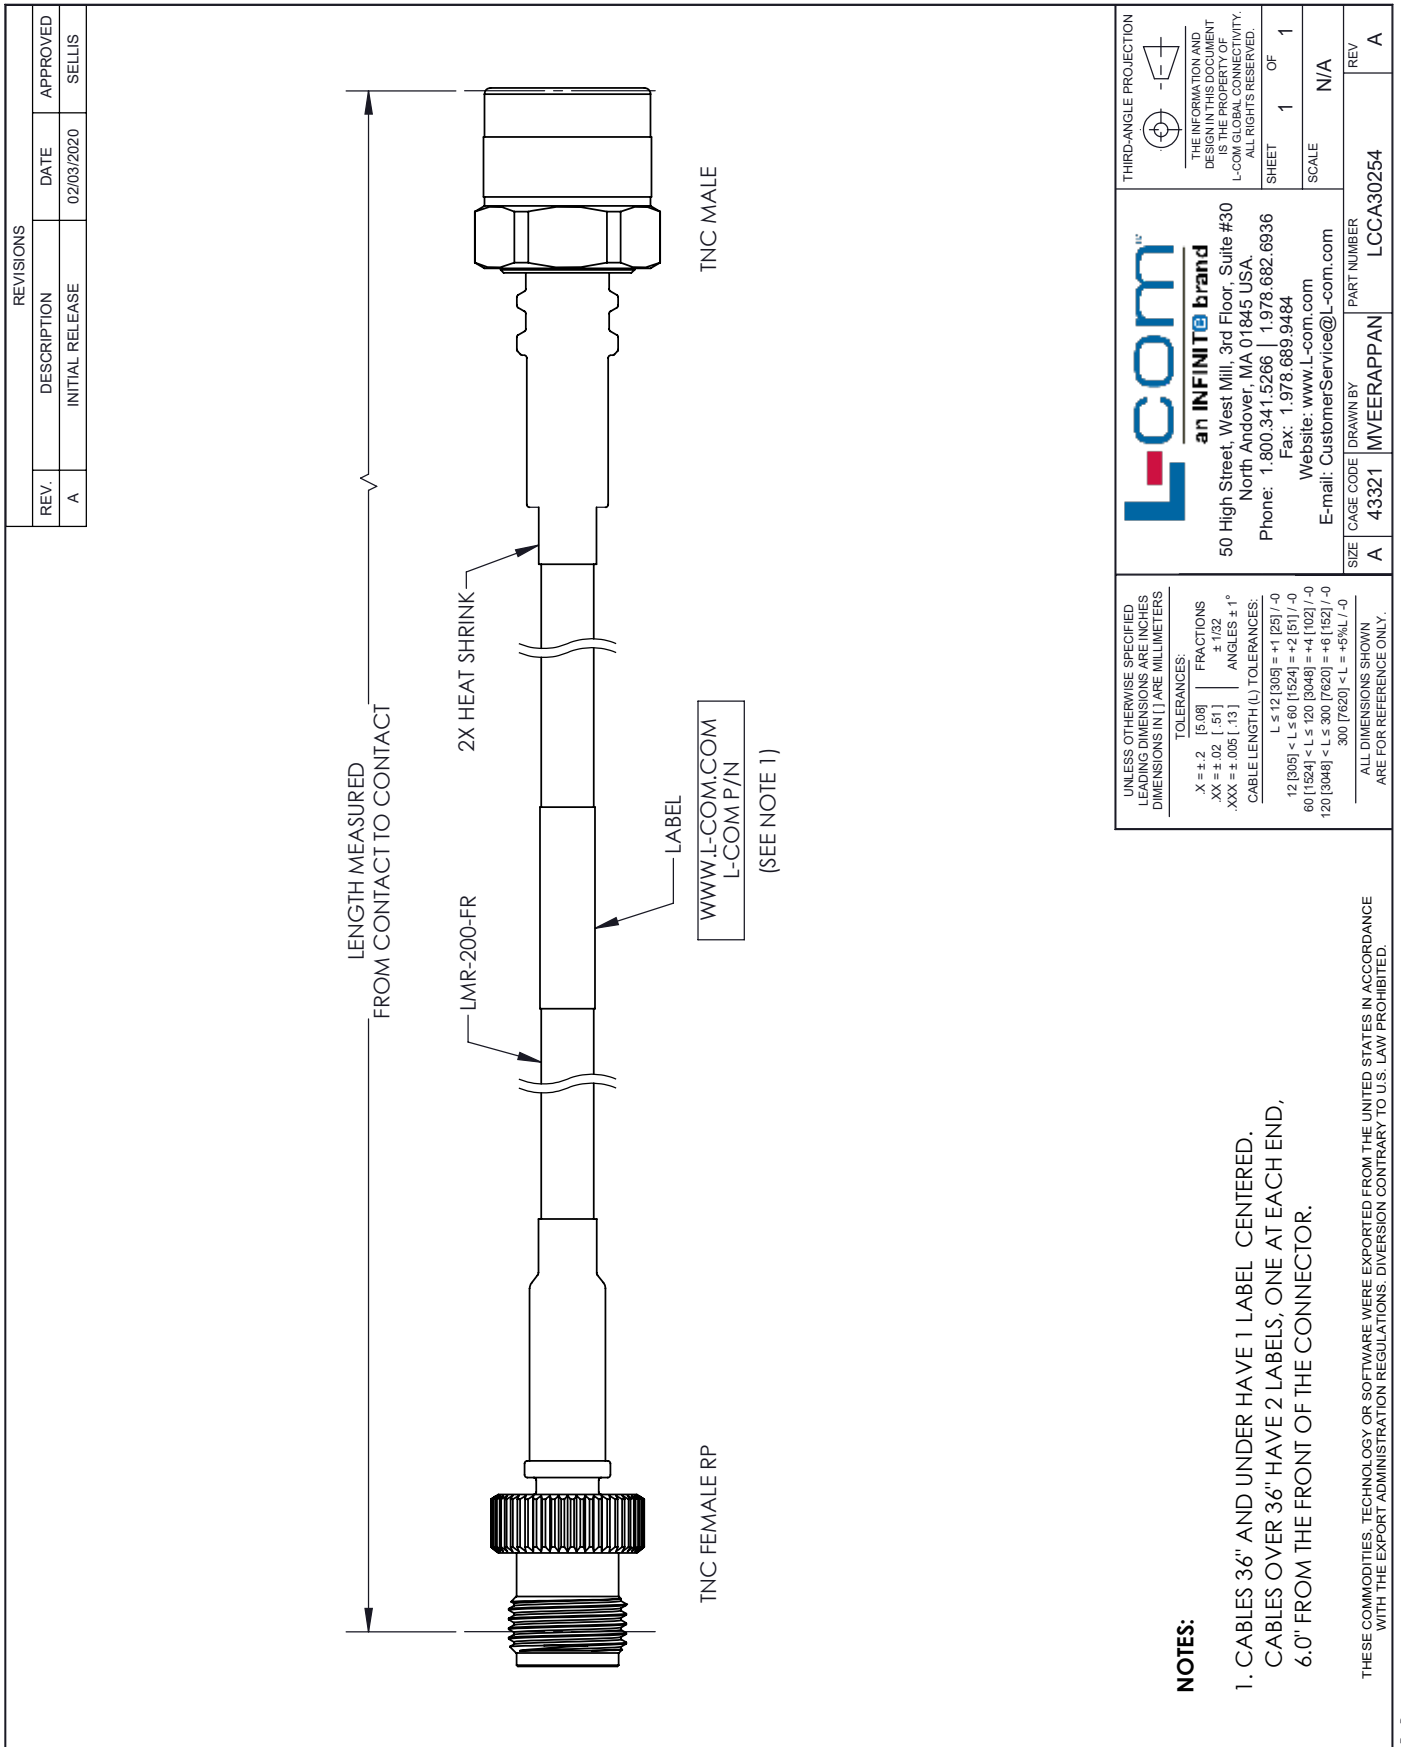 REVISIONS
REV. DESCRIPTION DATE APPROVED
A INITIAL RELEASE 02/03/2020 SELLIS
LENGTH MEASURED
FROM CONTACT TO CONTACT
LMR-200-FR
2X HEAT SHRINK
LABEL
WWW.L-COM.COM
L-COM P/N
(SEE NOTE 1)
TNC FEMALE RP
TNC MALE
NOTES:
1. CABLES 36" AND UNDER HAVE 1 LABEL CENTERED.
CABLES OVER 36" HAVE 2 LABELS, ONE AT EACH END,
6.0" FROM THE FRONT OF THE CONNECTOR.
THESE COMMODITIES, TECHNOLOGY OR SOFTWARE WERE EXPORTED FROM THE UNITED STATES IN ACCORDANCE
WITH THE EXPORT ADMINISTRATION REGULATIONS. DIVERSION CONTRARY TO U.S. LAW PROHIBITED.
UNLESS OTHERWISE SPECIFIED
LEADING DIMENSIONS ARE INCHES
DIMENSIONS IN [ ] ARE MILLIMETERS
TOLERANCES:
.X = ±.2 [5.08] FRACTIONS
.XX = ±.02 [.51] ± 1/32
.XXX = ±.005 [.13] ANGLES ± 1°
CABLE LENGTH (L) TOLERANCES:
L ≤ 12 [305] = +1 [25] / -0
12 [305] < L ≤ 60 [1524] = +2 [51] / -0
60 [1524] < L ≤ 120 [3048] = +4 [102] / -0
120 [3048] < L ≤ 300 [7620] = +6 [152] / -0
300 [7620] < L = +5%L / -0
ALL DIMENSIONS SHOWN
ARE FOR REFERENCE ONLY.
L-com
an INFINIT@ brand
50 High Street, West Mill, 3rd Floor, Suite #30
North Andover, MA 01845 USA.
Phone: 1.800.341.5266 | 1.978.682.6936
Fax: 1.978.689.9484
Website: www.L-com.com
E-mail: CustomerService@L-com.com
THIRD-ANGLE PROJECTION
THE INFORMATION AND
DESIGN IN THIS DOCUMENT
IS THE PROPERTY OF
L-COM GLOBAL CONNECTIVITY.
ALL RIGHTS RESERVED.
SHEET 1 OF 1
SCALE N/A
SIZE A
CAGE CODE 43321
DRAWN BY MVEERAPPAN
PART NUMBER LCCA30254
REV A